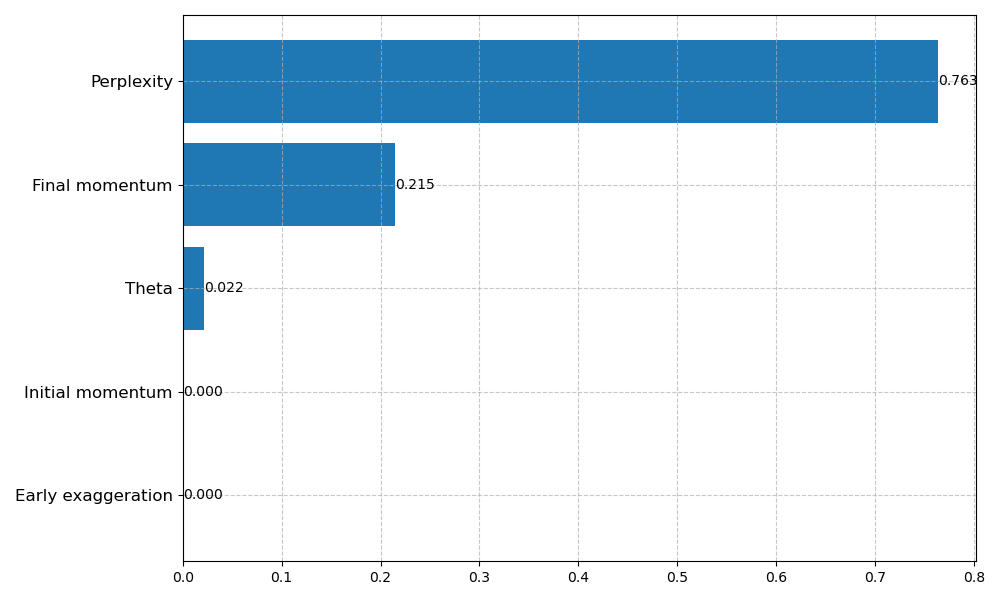 Perplexity
0.763
Final momentum
0.215
Theta
0.022
Initial momentum
0.000
Early exaggeration
0.000
0.0 0.1 0.2 0.3 0.4 0.5 0.6 0.7 0.8